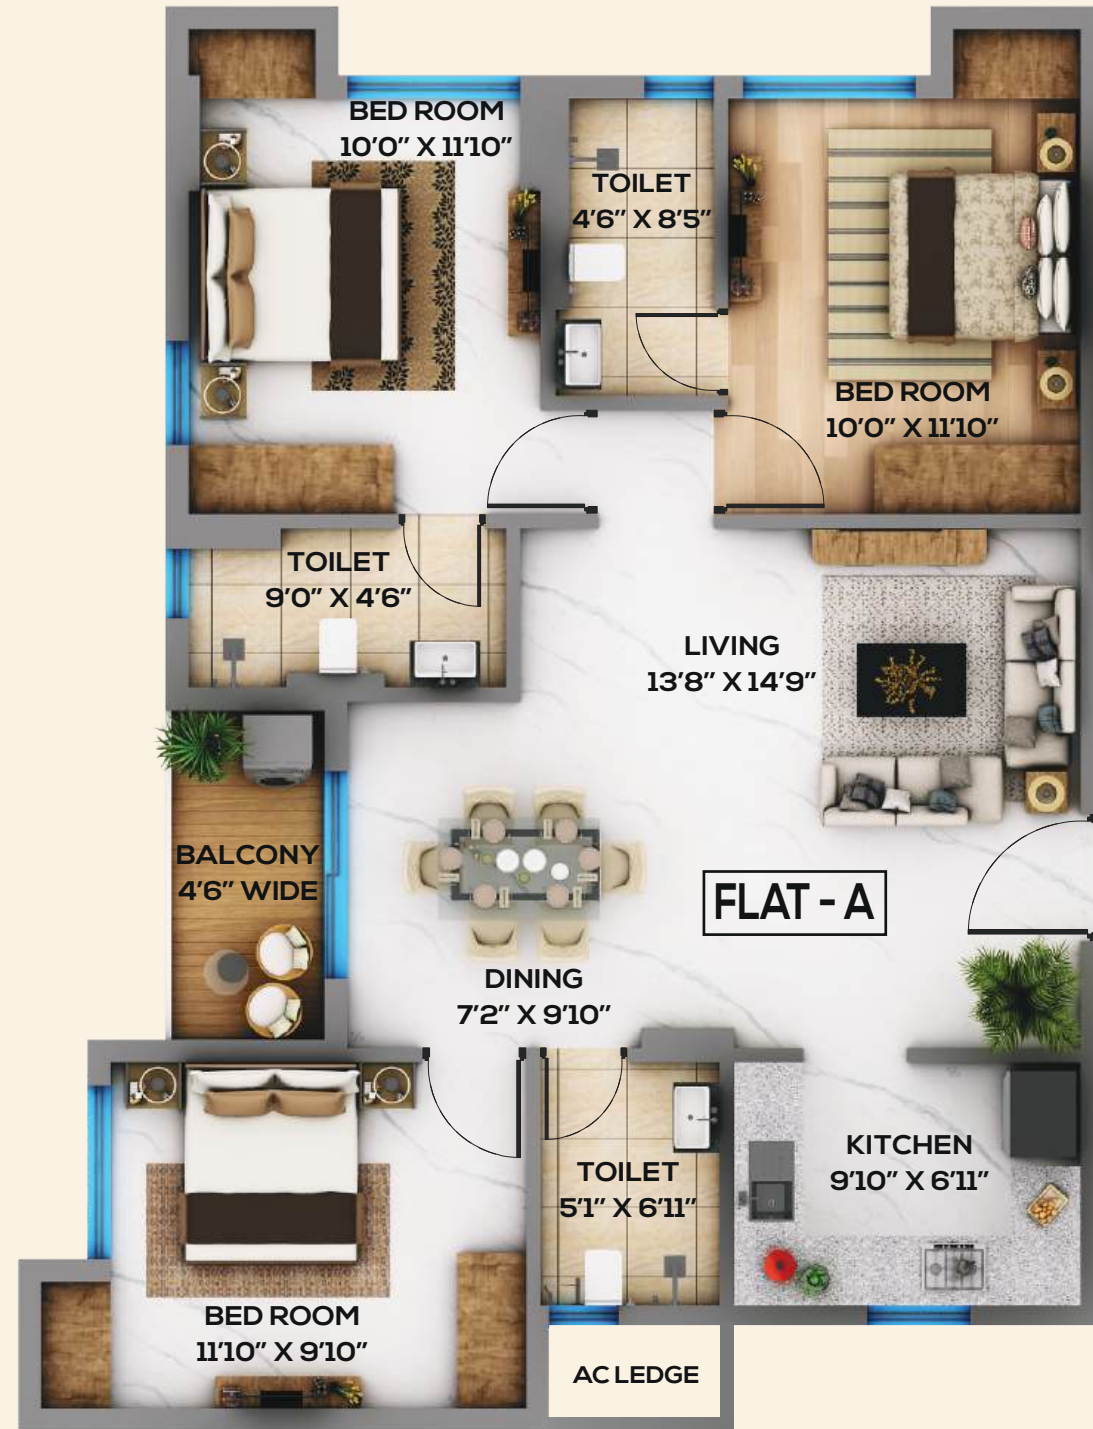 BED ROOM
10'0" X 11'10"
TOILET
4'6" X 8'5"
BED ROOM
10'0" X 11'10"
TOILET
9'0" X 4'6"
LIVING
13'8" X 14'9"
BALCONY
4'6" WIDE
FLAT - A
DINING
7'2" X 9'10"
KITCHEN
9'10" X 6'11"
TOILET
5'1" X 6'11"
BED ROOM
11'10" X 9'10"
AC LEDGE